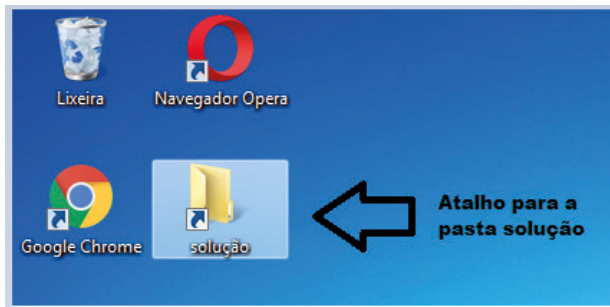 Lixeira
Navegador Opera
Google Chrome
solução
Atalho para a
pasta solução